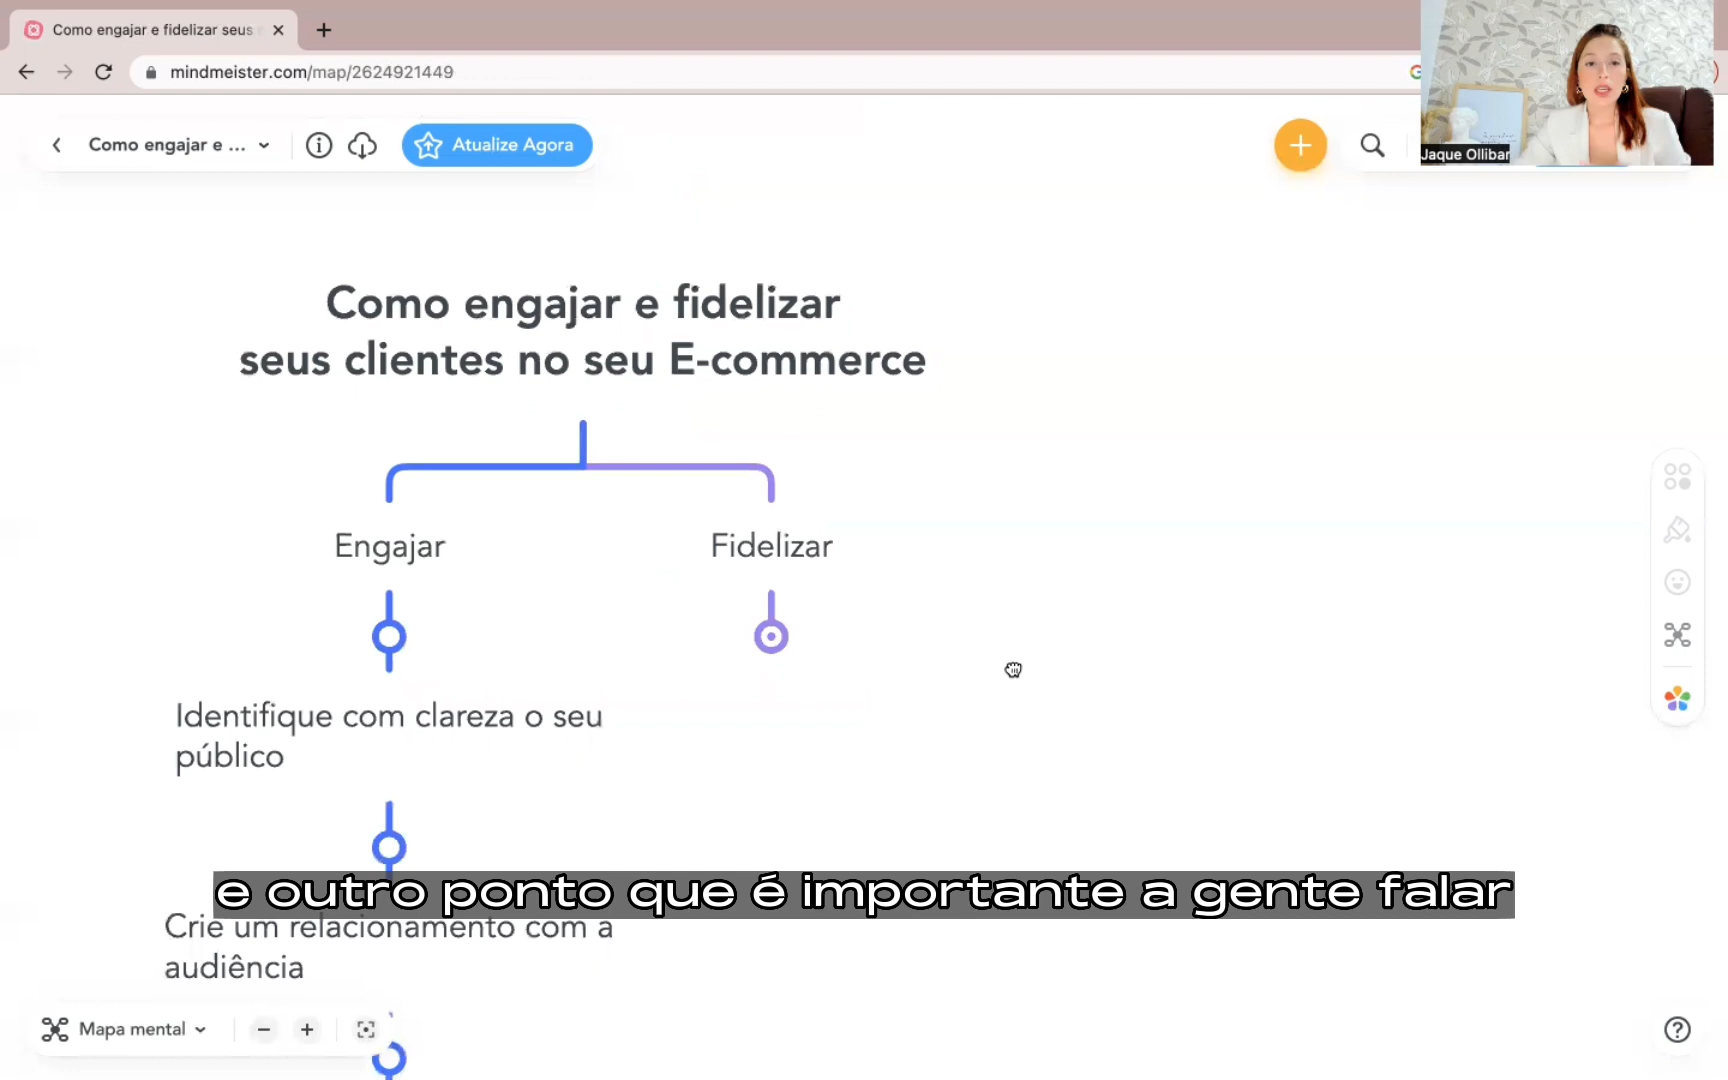 Como engajar e fidelizar seus
mindmeister.com/map/2624921449
Como engajar e ...
Atualize Agora
Jaque Ollibar
Como engajar e fidelizar
seus clientes no seu E-commerce
Engajar
Fidelizar
Identifique com clareza o seu
público
e outro ponto que é importante a gente falar
Crie um relacionamento com a
audiência
Mapa mental